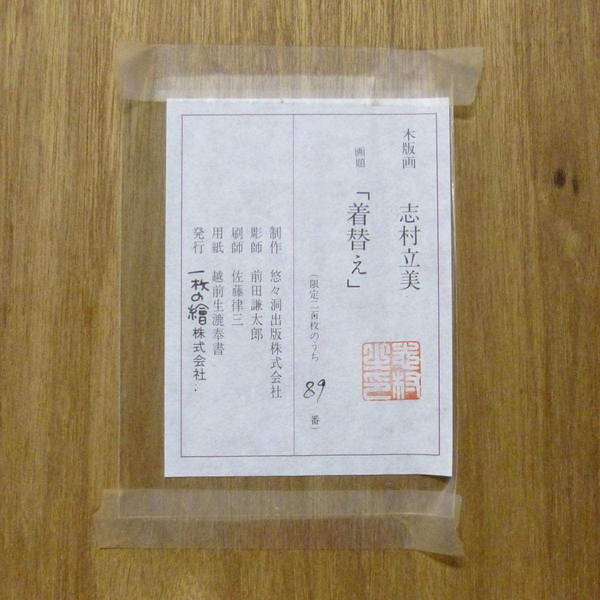 木版画 志村立美
画題 「着替え」
(限定二百枚のうち 89 番)
制作 悠々洞出版株式会社
彫師 前田謙太郎
刷師 佐藤律三
用紙 越前生漉奉書
発行 一枚の繪株式会社